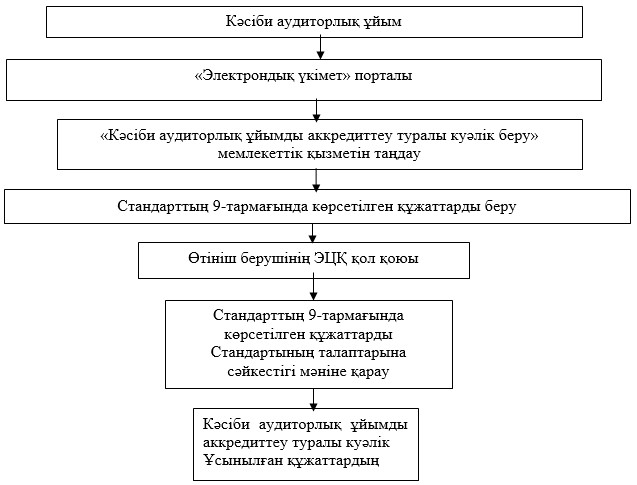 Кәсіби аудиторлық ұйым
«Электрондық үкімет» порталы
«Кәсіби аудиторлық ұйымды аккредиттеу туралы куәлік беру»
мемлекеттік қызметін таңдау
Стандарттың 9-тармағында көрсетілген құжаттарды беру
Өтініш берушінің ЭЦҚ қол қоюы
Стандарттың 9-тармағында
көрсетілген құжаттарды
Стандартының талаптарына
сәйкестігі мәніне қарау
Кәсіби аудиторлық ұйымды
аккредиттеу туралы куәлік
Ұсынылған құжаттардың